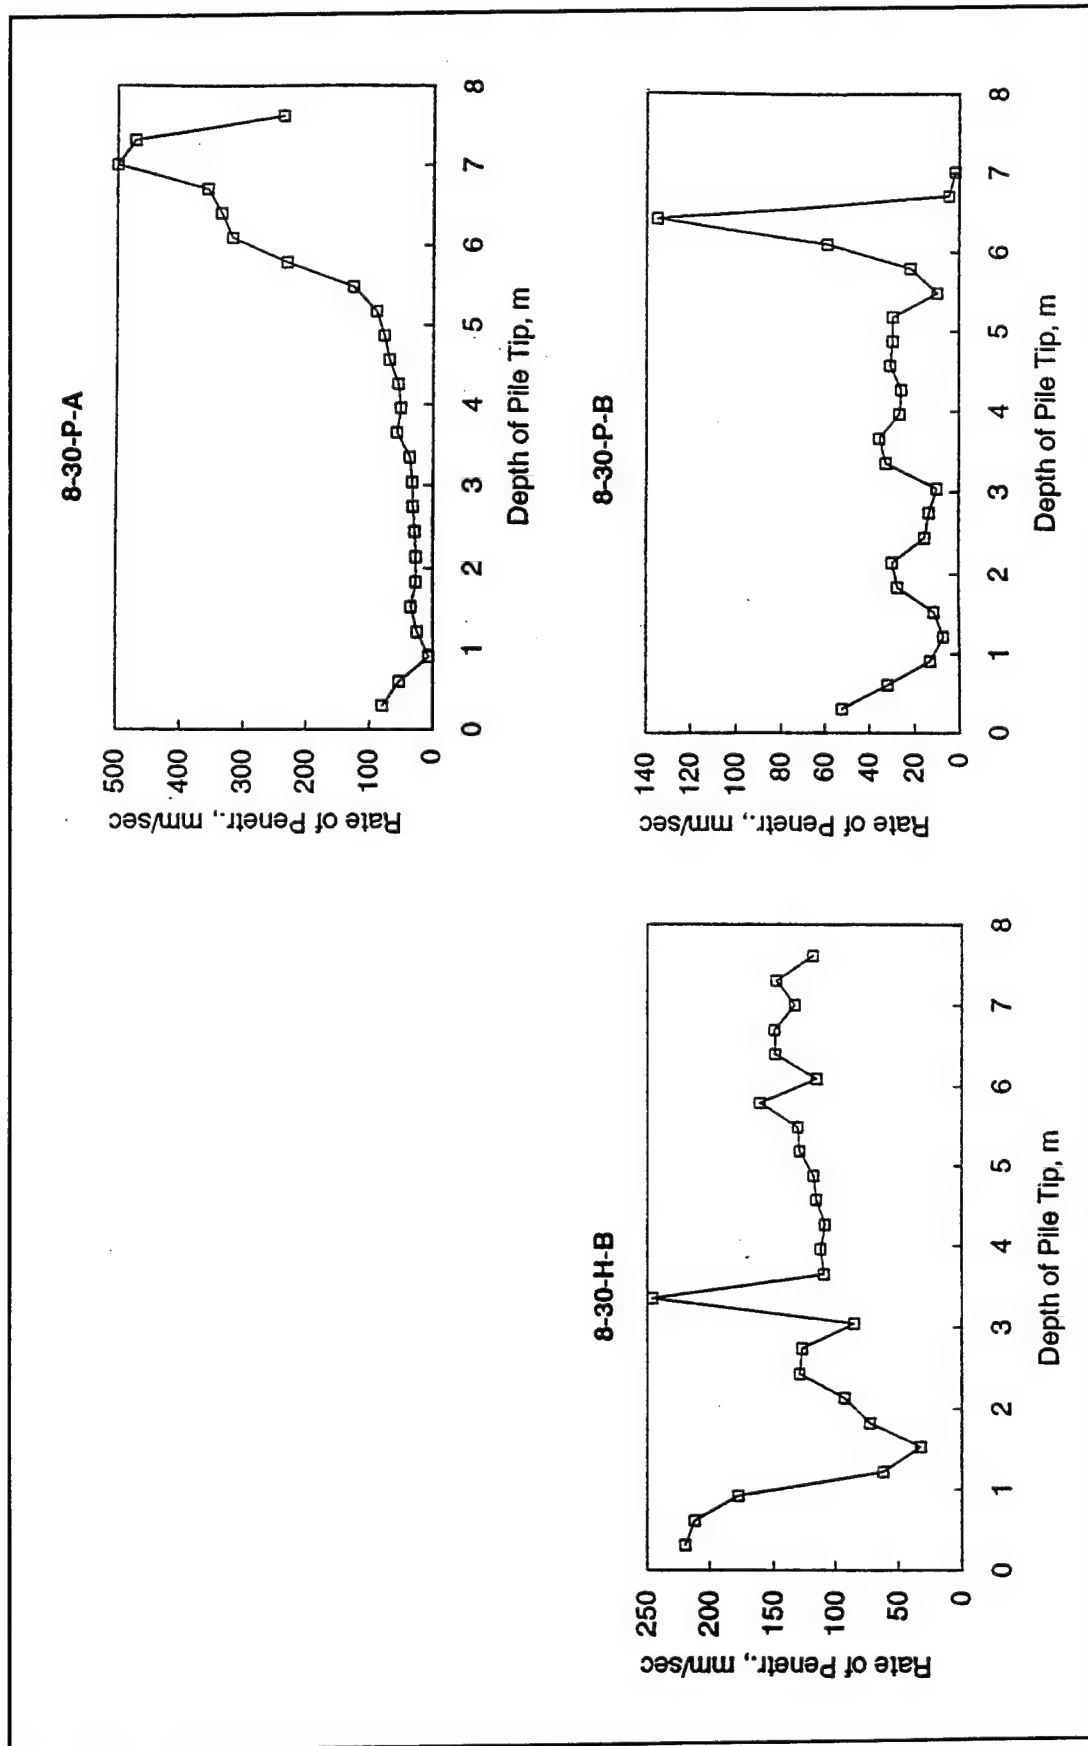 8-30-P-A
Rate of Penetr., mm/sec
500
400
300
200
100
0
0 1 2 3 4 5 6 7 8
Depth of Pile Tip, m
8-30-H-B
Rate of Penetr., mm/sec
250
200
150
100
50
0
0 1 2 3 4 5 6 7 8
Depth of Pile Tip, m
8-30-P-B
Rate of Penetr., mm/sec
140
120
100
80
60
40
20
0
0 1 2 3 4 5 6 7 8
Depth of Pile Tip, m